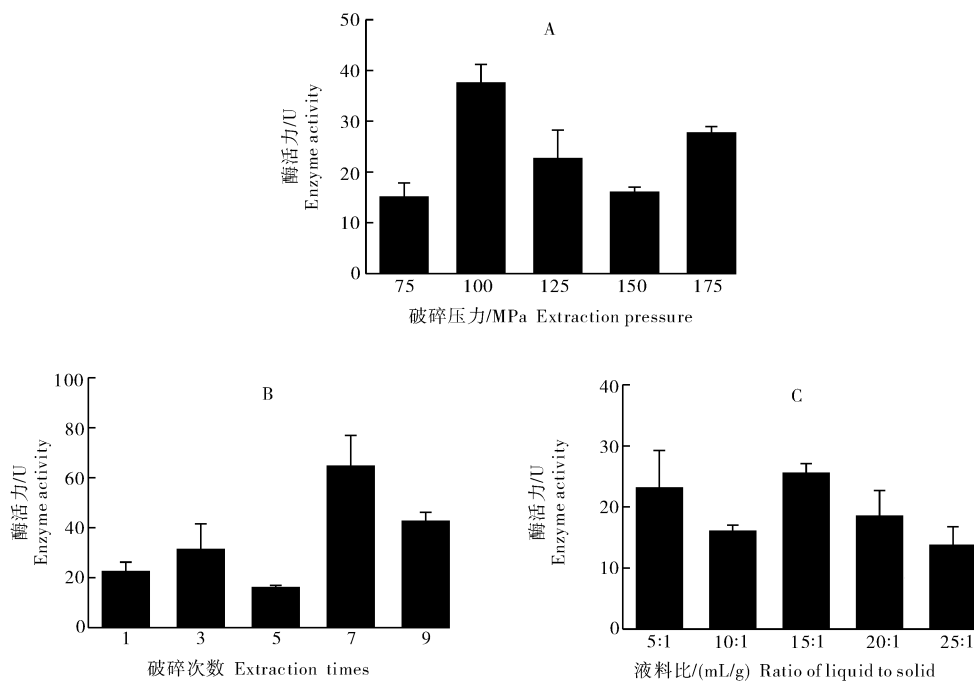 A
50
40
30
20
10
0
酶活力/U
Enzyme activity
75 100 125 150 175
破碎压力/MPa Extraction pressure
B
100
80
60
40
20
0
酶活力/U
Enzyme activity
1 3 5 7 9
破碎次数 Extraction times
C
40
30
20
10
0
酶活力/U
Enzyme activity
5:1 10:1 15:1 20:1 25:1
液料比/(mL/g) Ratio of liquid to solid